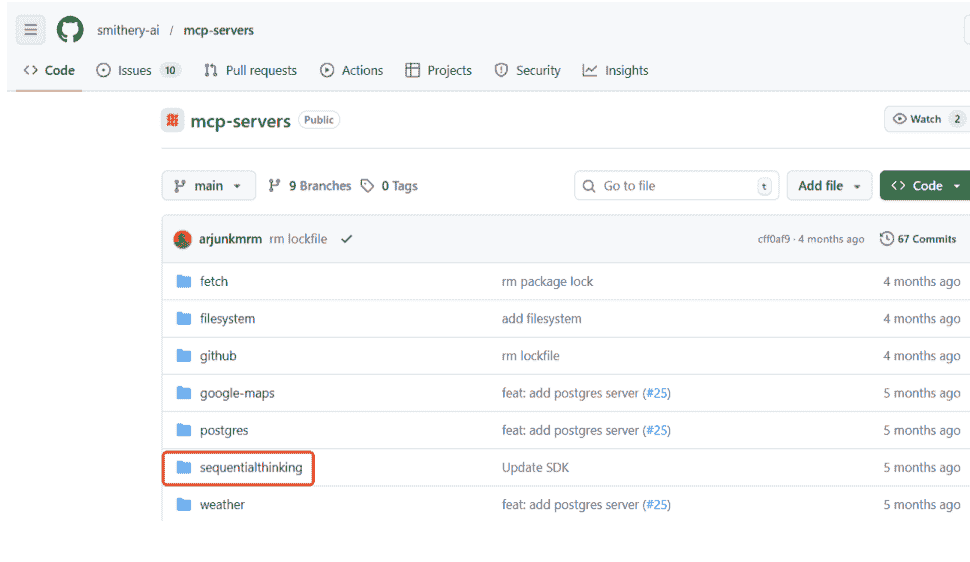 smithery-ai / mcp-servers
Code Issues 10 Pull requests Actions Projects Security Insights
mcp-servers Public Watch 2
main 9 Branches 0 Tags Go to file t Add file Code
arjunkmrm rm lockfile cff0af9 · 4 months ago 67 Commits
fetch rm package lock 4 months ago
filesystem add filesystem 4 months ago
github rm lockfile 4 months ago
google-maps feat: add postgres server (#25) 5 months ago
postgres feat: add postgres server (#25) 5 months ago
sequentialthinking Update SDK 5 months ago
weather feat: add postgres server (#25) 5 months ago